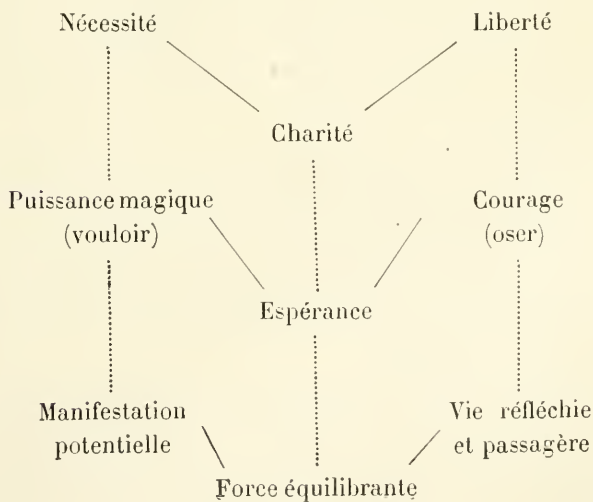 Nécessité
Liberté
Charité
Puissance magique
(vouloir)
Courage
(oser)
Espérance
Manifestation
potentielle
Vie réfléchie
et passagère
Force équilibrante